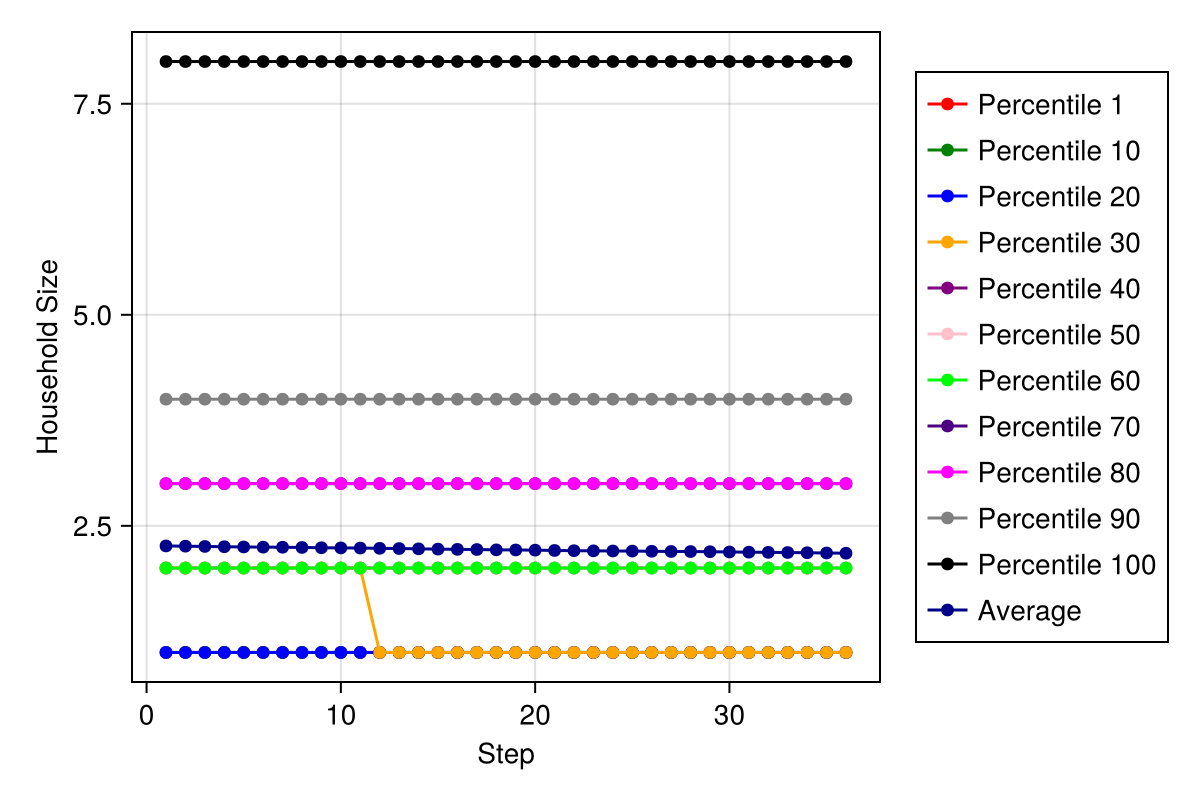 7.5
5.0
2.5
Household Size
0
10
20
30
Step
Percentile 1
Percentile 10
Percentile 20
Percentile 30
Percentile 40
Percentile 50
Percentile 60
Percentile 70
Percentile 80
Percentile 90
Percentile 100
Average